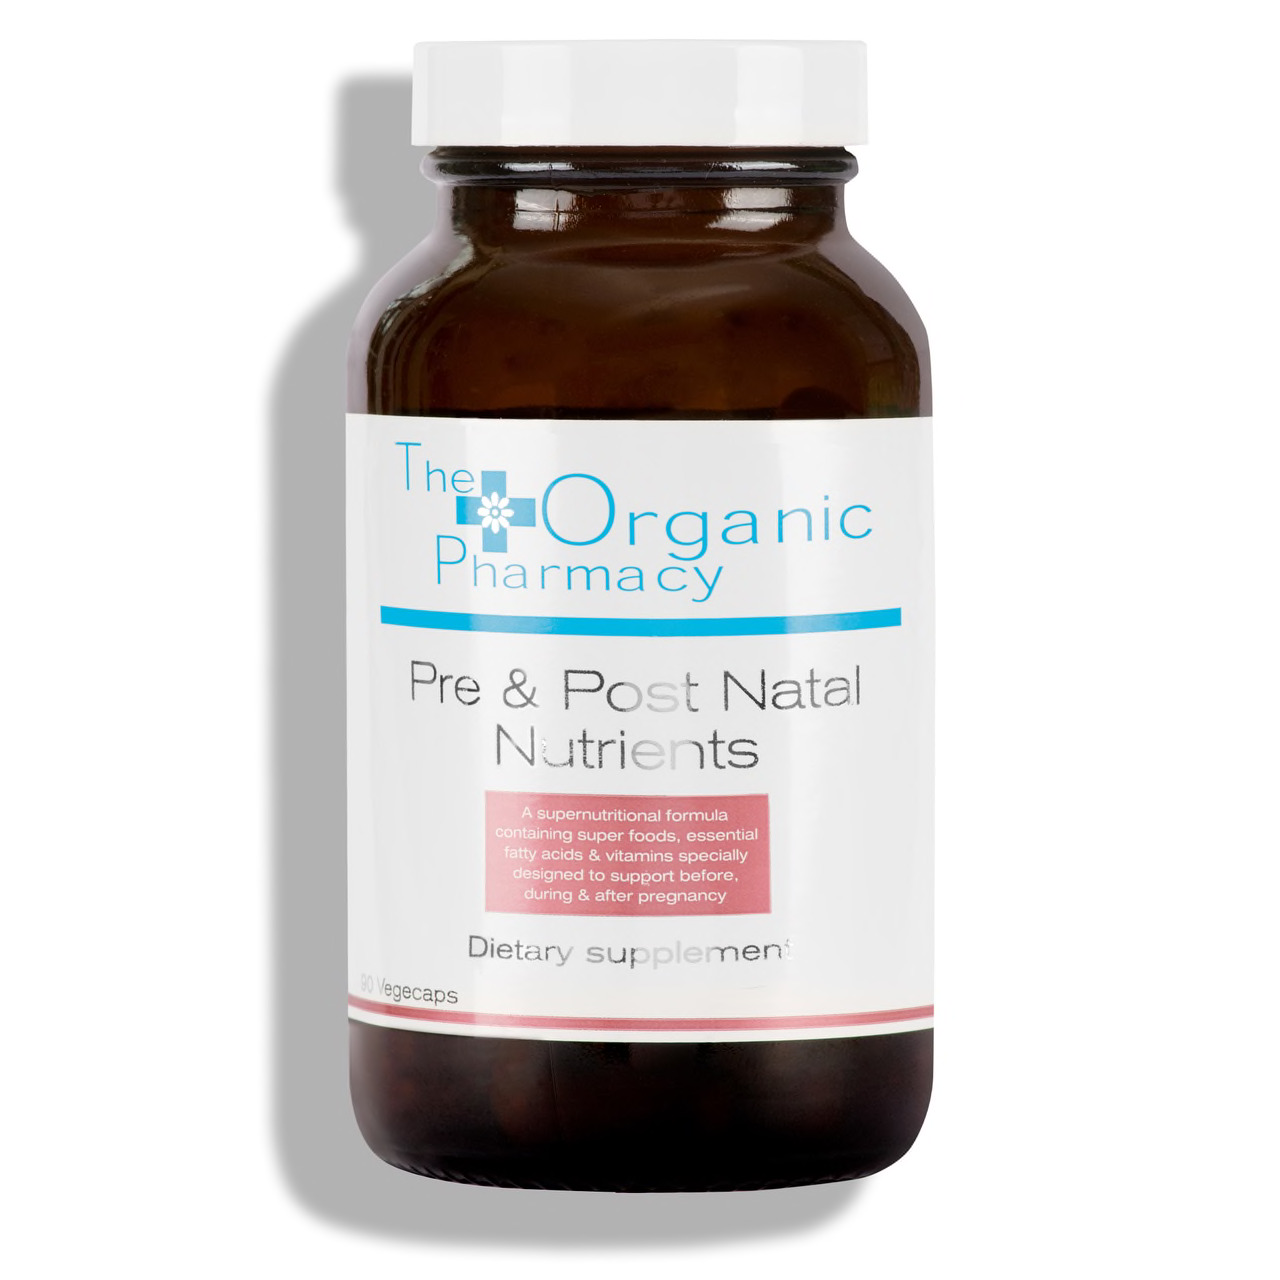 The Organic
Pharmacy
Pre & Post Natal
Nutrients
A supernutritional formula
containing super foods, essential
fatty acids & vitamins specially
designed to support before,
during & after pregnancy
Dietary supplement
90 Vegecaps